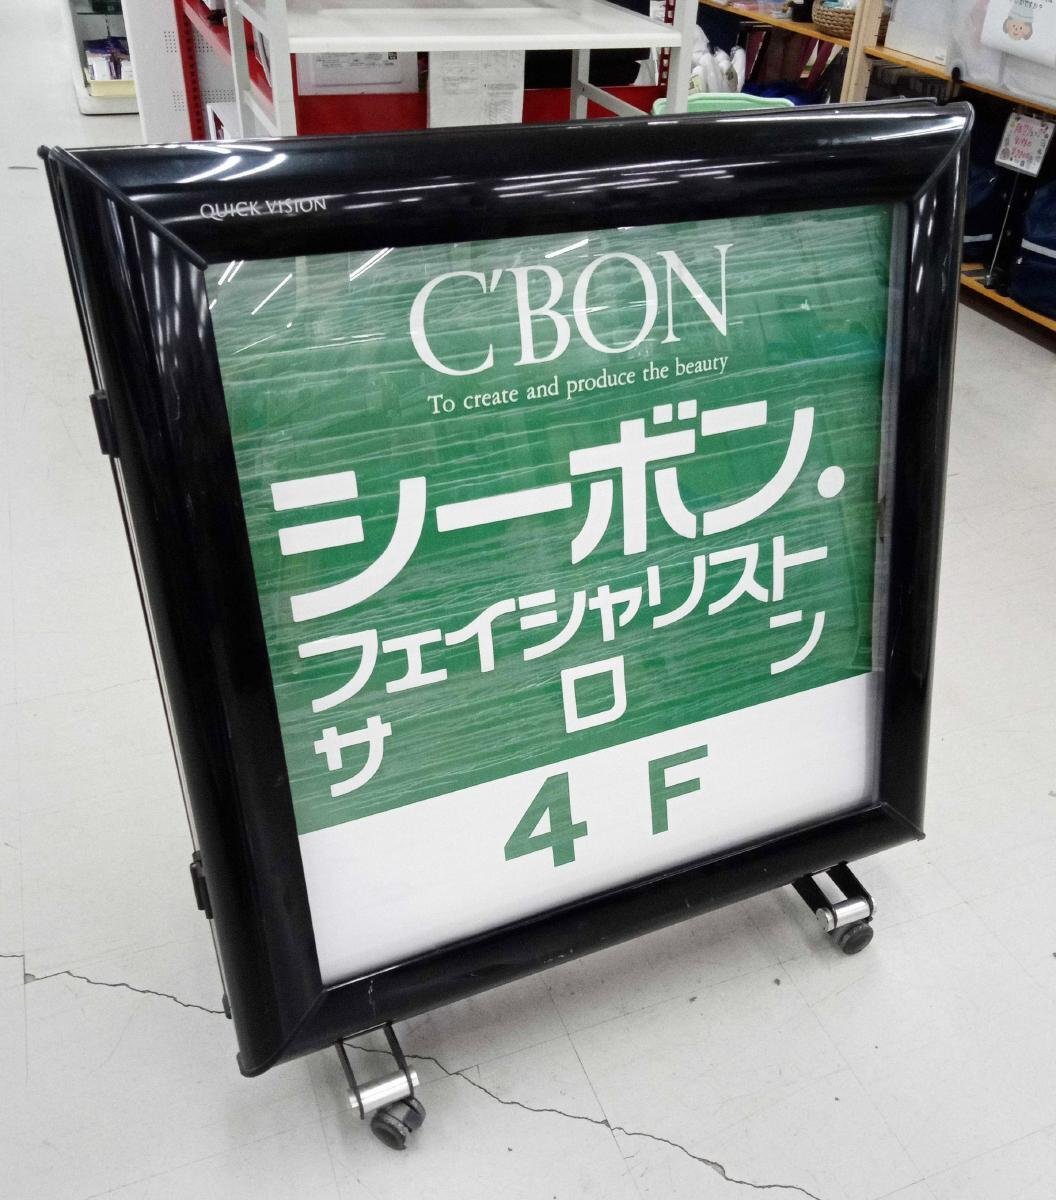 QUICK VISION
C'BON
To create and produce the beauty
シーボン.
フェイシャリスト
サロン
4F